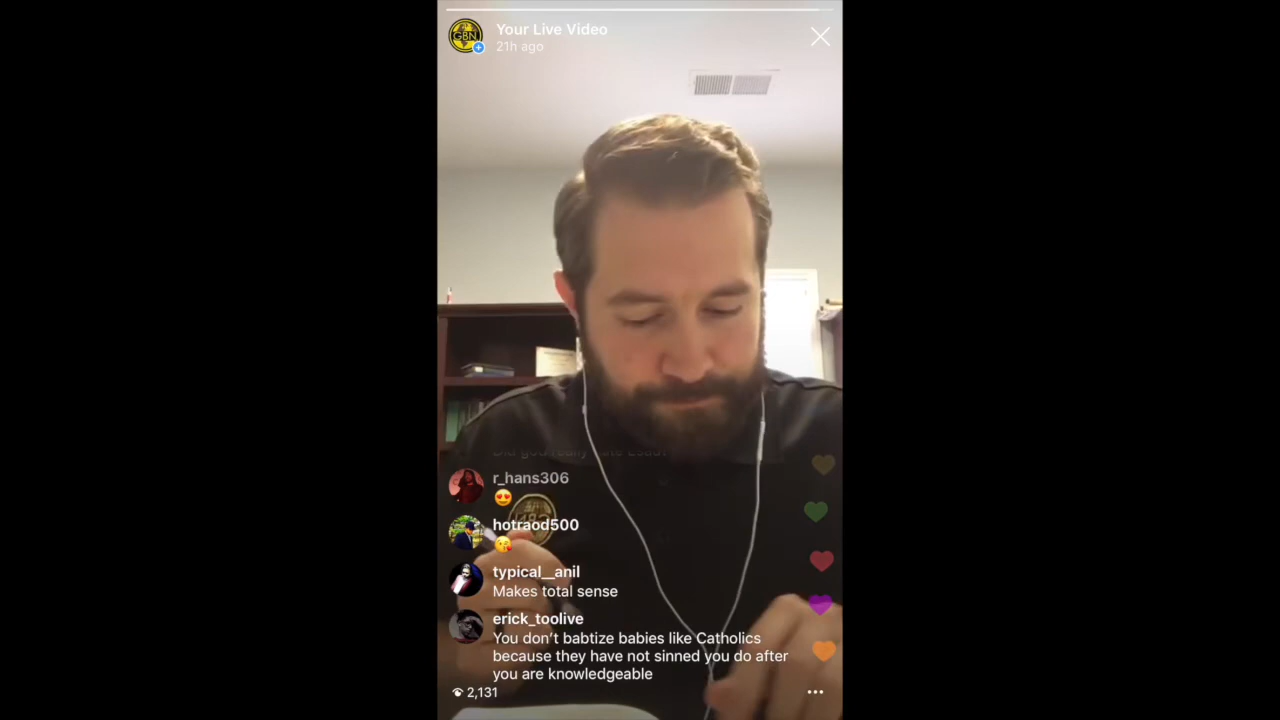 GBN
Your Live Video
21h ago
r_hans306
😍
hotraod500
😘
typical__anil
Makes total sense
erick_toolive
You don't babtize babies like Catholics
because they have not sinned you do after
you are knowledgeable
2,131